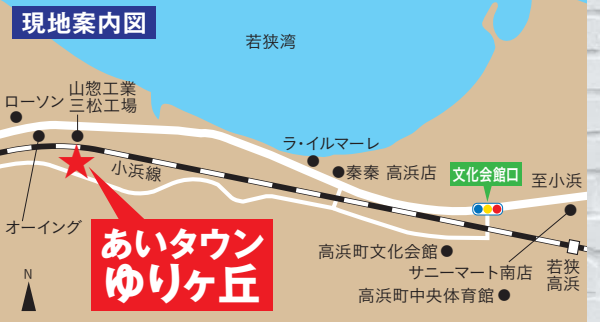 現地案内図
若狭湾
ローソン
山惣工業
三松工場
ラ・イルマーレ
秦秦 高浜店
小浜線
文化会館口
至小浜
オーイング
あいタウン
ゆりヶ丘
高浜町文化会館
サニーマート南店
若狭
高浜
高浜町中央体育館
N